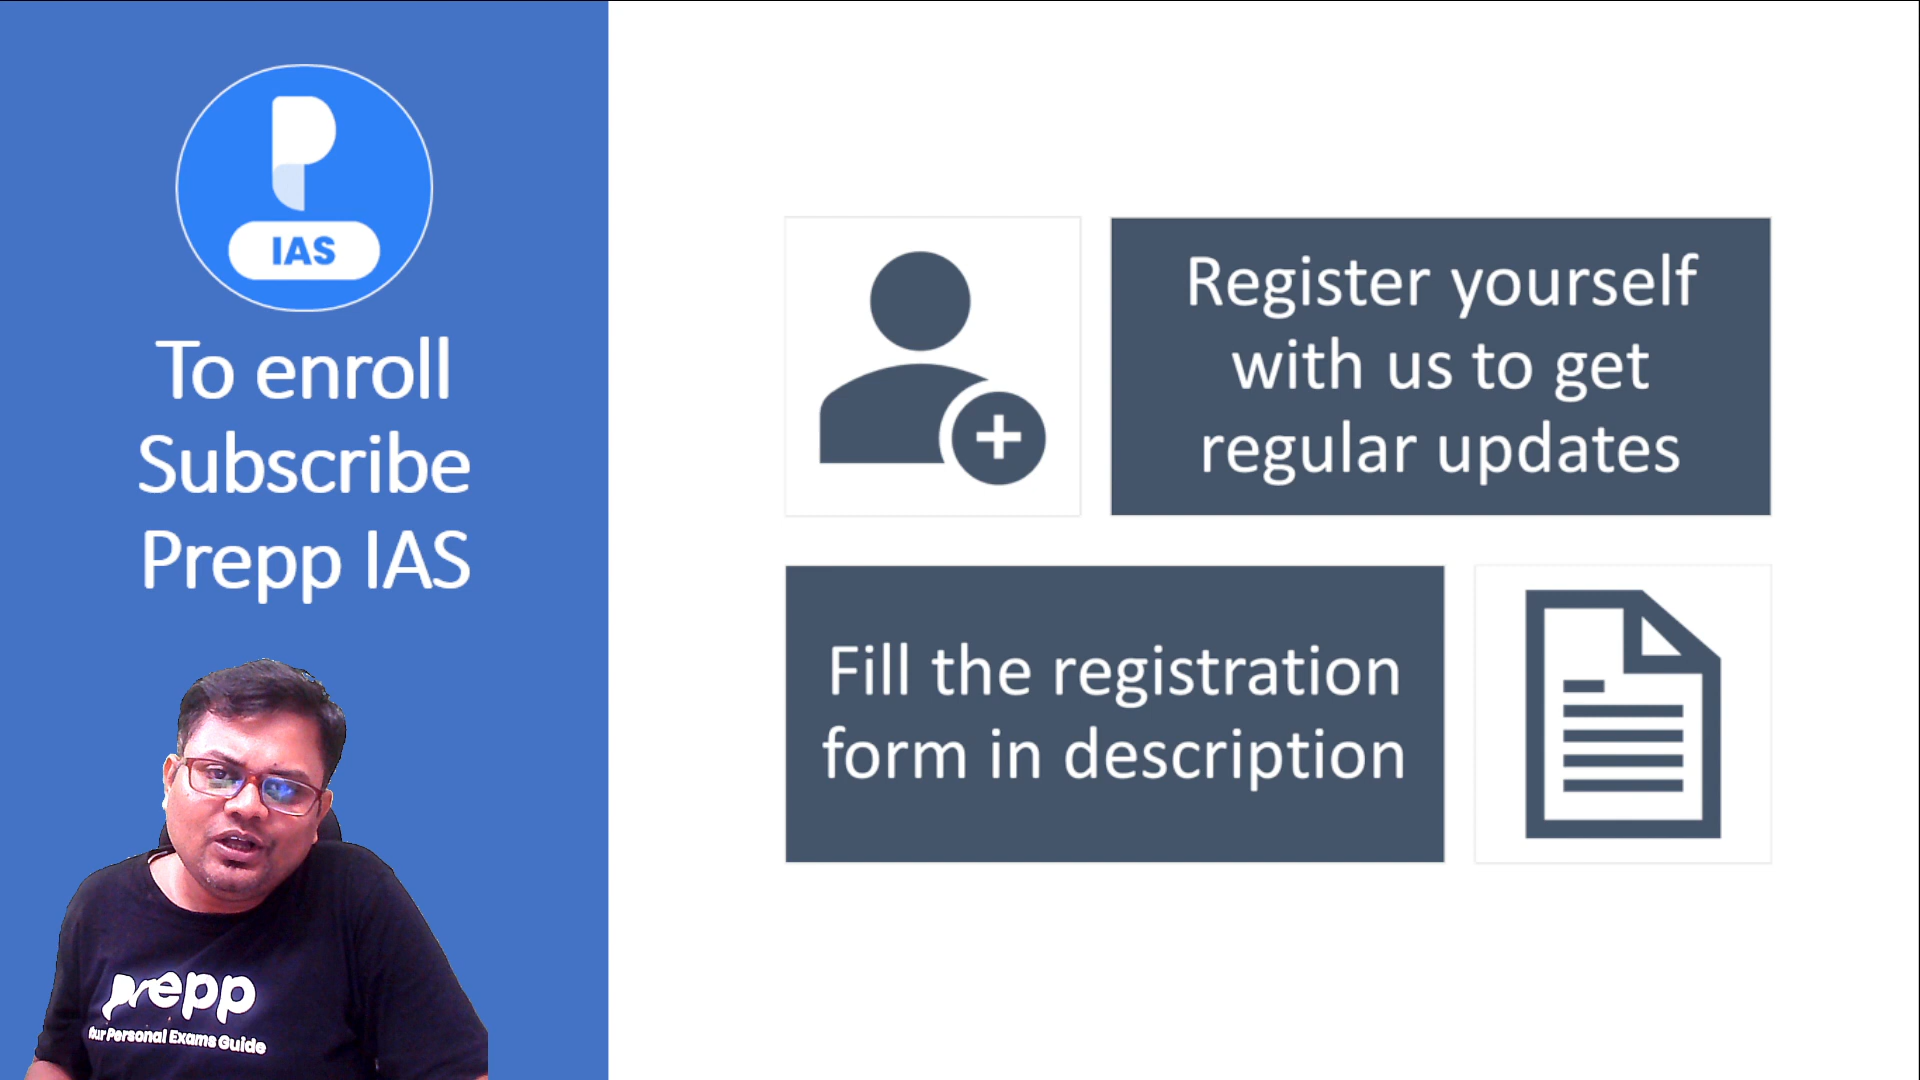 P
IAS
To enroll
Subscribe
Prepp IAS
Register yourself
with us to get
regular updates
Fill the registration
form in description
prepp
Personal Exams Guide